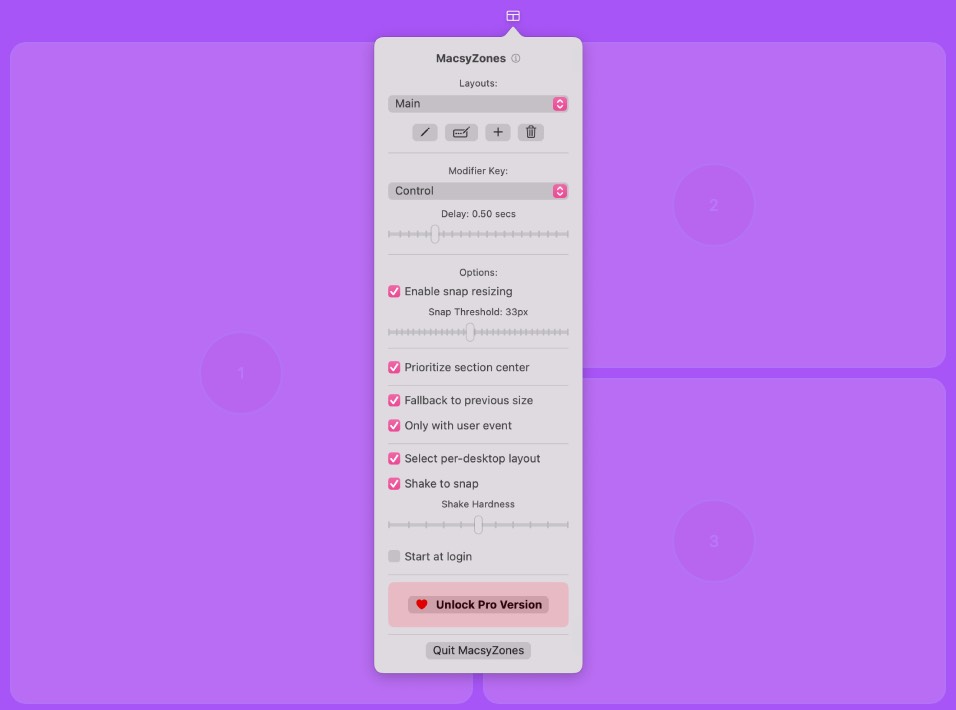 MacsyZones
Layouts:
Main
Modifier Key:
Control
Delay: 0.50 secs
Options:
Enable snap resizing
Snap Threshold: 33px
Prioritize section center
Fallback to previous size
Only with user event
Select per-desktop layout
Shake to snap
Shake Hardness
Start at login
Unlock Pro Version
Quit MacsyZones
1
2
3